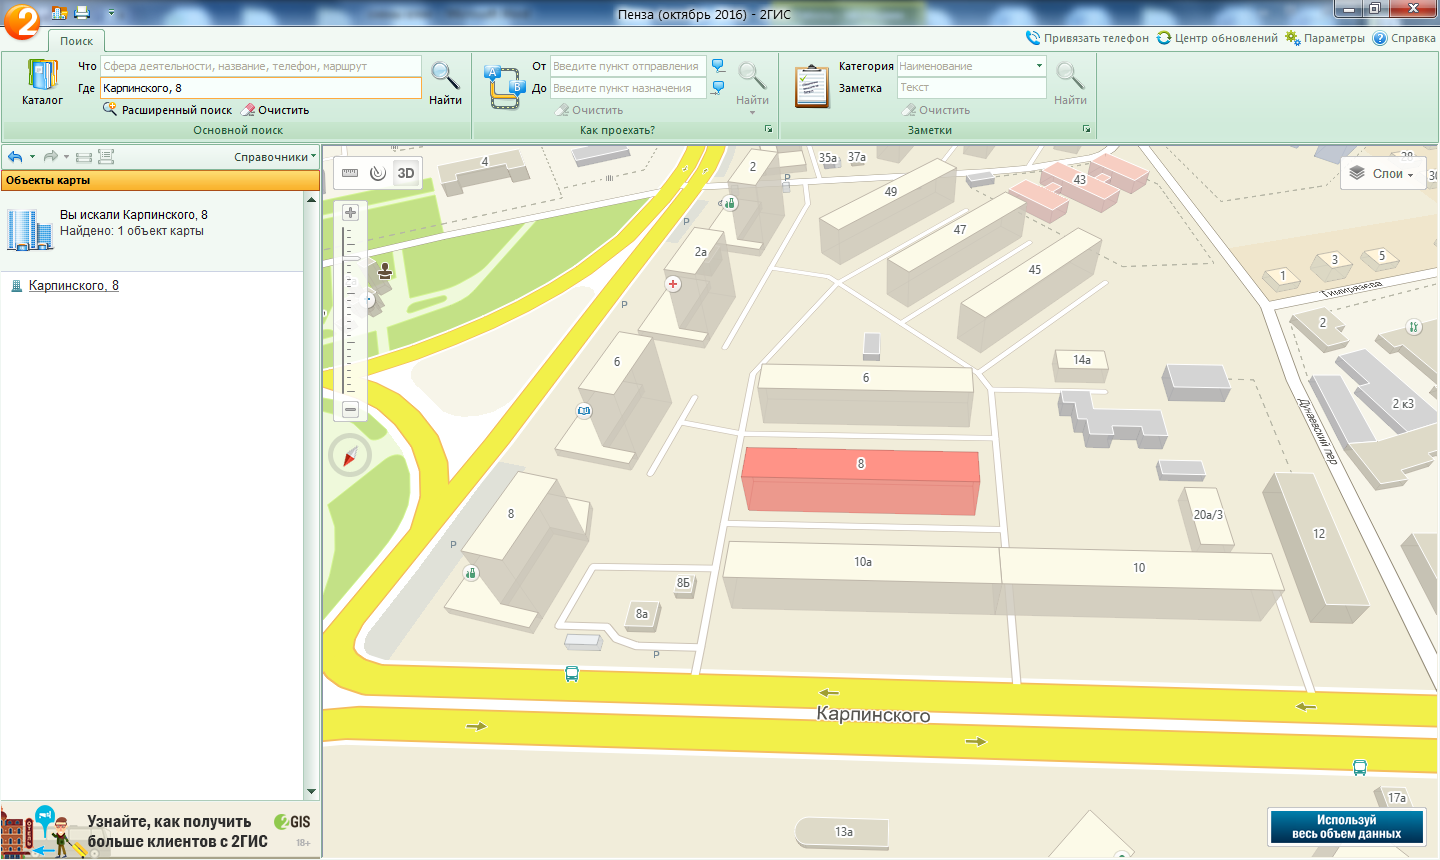 Пенза (октябрь 2016) - 2ГИС
Поиск
Привязать телефон
Центр обновлений
Параметры
Справка
Каталог
Что
Сфера деятельности, название, телефон, маршрут
Где
Карпинского, 8
Расширенный поиск
Очистить
Найти
Основной поиск
A
B
От
Введите пункт отправления
До
Введите пункт назначения
Очистить
Найти
Как проехать?
Категория
Наименование
Заметка
Текст
Очистить
Найти
Заметки
Справочники
Объекты карты
Вы искали Карпинского, 8
Найдено: 1 объект карты
Карпинского, 8
Узнайте, как получить
больше клиентов с 2ГИС
2GIS
18+
3D
Слои
4
2
35а
37а
49
43
P
P
2а
47
45
1
3
5
Тимирязева
P
2
6
6
14а
2 к3
Дунаевский пер
8
8
P
20а/3
12
10а
10
8Б
8а
P
Карпинского
13а
17а
Используй
весь объем данных